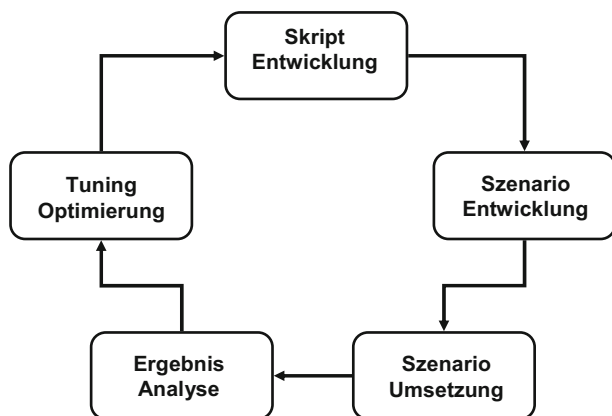 Skript
Entwicklung
Szenario
Entwicklung
Szenario
Umsetzung
Ergebnis
Analyse
Tuning
Optimierung